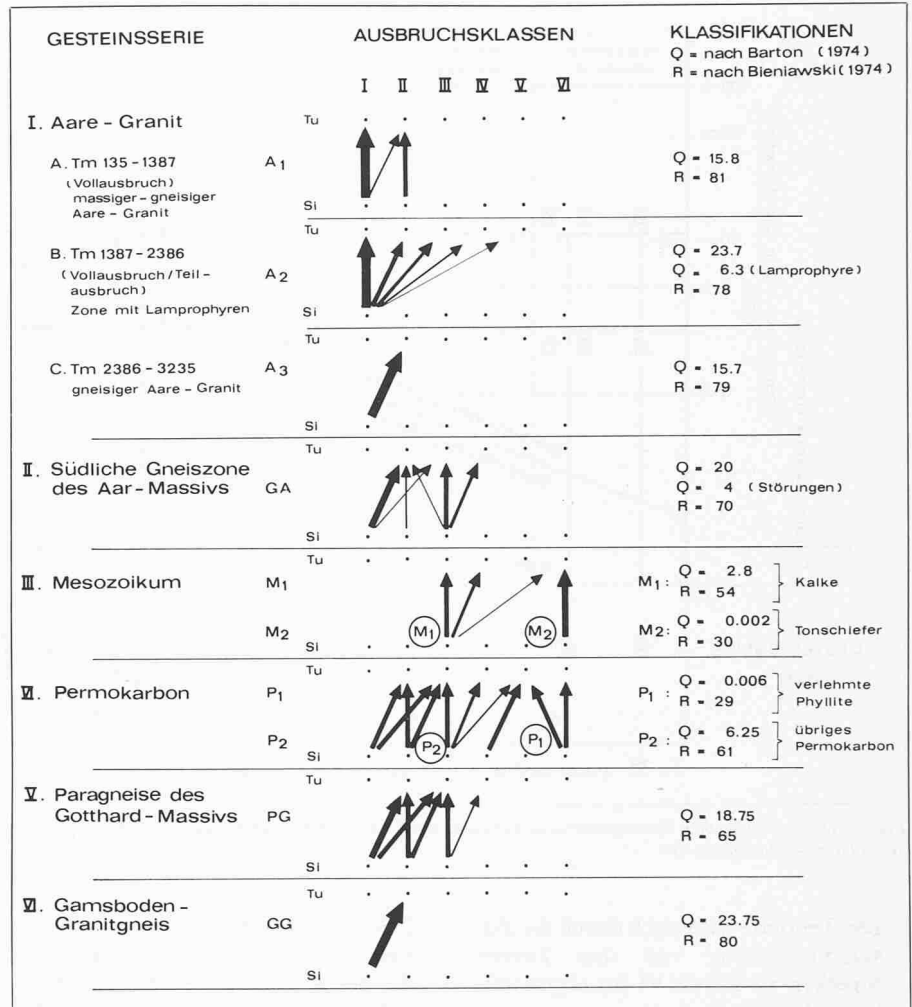 GESTEINSSERIE
AUSBRUCHSKLASSEN
KLASSIFIKATIONEN
Q = nach Barton (1974)
R = nach Bieniawski (1974)
I II III IV V VI
I. Aare - Granit
Tu
A. Tm 135 - 1387
A1
(Vollausbruch)
massiger - gneisiger
Aare - Granit
Si
Q = 15.8
R = 81
Tu
B. Tm 1387 - 2386
A2
(Vollausbruch/Teil-
ausbruch)
Zone mit Lamprophyren
Si
Q = 23.7
Q = 6.3 (Lamprophyre)
R = 78
Tu
C. Tm 2386 - 3235
A3
gneisiger Aare - Granit
Si
Q = 15.7
R = 79
Tu
II. Südliche Gneiszone
des Aar-Massivs
GA
Si
Q = 20
Q = 4 (Störungen)
R = 70
Tu
III. Mesozoikum
M1
M2
Si
M1
M2
M1: Q = 2.8
R = 54
Kalke
M2: Q = 0.002
R = 30
Tonschiefer
Tu
VI. Permokarbon
P1
P2
Si
P2
P1
P1: Q = 0.006
R = 29
verlehmte
Phyllite
P2: Q = 6.25
R = 61
übriges
Permokarbon
Tu
V. Paragneise des
Gotthard - Massivs
PG
Si
Q = 18.75
R = 65
Tu
VI. Gamsboden -
Granitgneis
GG
Si
Q = 23.75
R = 80